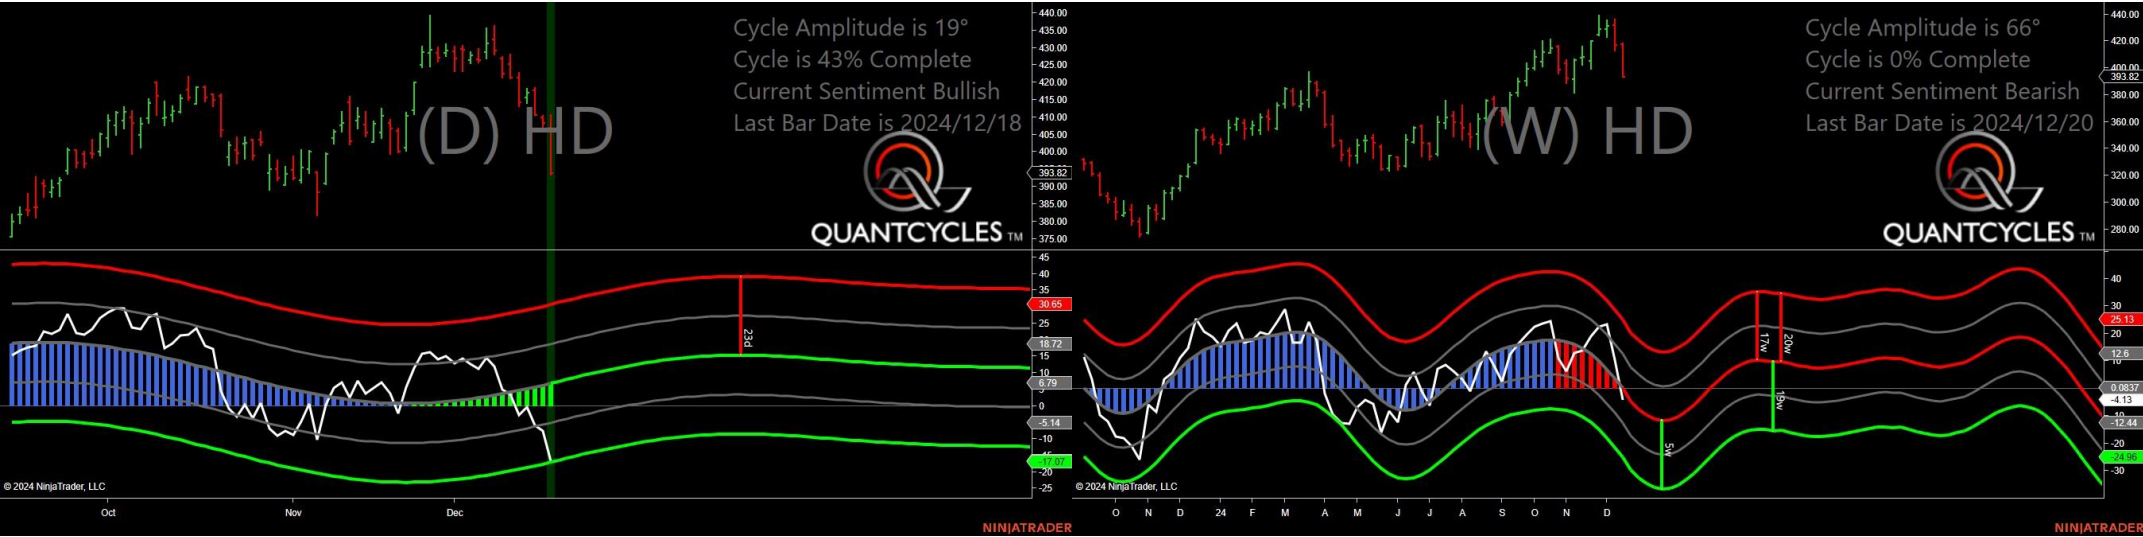 Cycle Amplitude is 19°
Cycle is 43% Complete
Current Sentiment Bullish
Last Bar Date is 2024/12/18
(D) HD
QUANTCYCLES TM
440.00
435.00
430.00
425.00
420.00
415.00
410.00
405.00
400.00
393.82
390.00
385.00
380.00
375.00
45
40
35
30.65
25
18.72
15
10
6.79
0
-5.14
-10
-17.07
-20
-25
23d
© 2024 NinjaTrader, LLC
Oct Nov Dec
NINJATRADER
Cycle Amplitude is 66°
Cycle is 0% Complete
Current Sentiment Bearish
Last Bar Date is 2024/12/20
(W) HD
QUANTCYCLES TM
440.00
420.00
400.00
393.82
380.00
360.00
340.00
320.00
300.00
280.00
40
30
25.13
20
12.6
10
0.0837
-4.13
-10
-12.44
-20
-24.96
-30
17w
20w
19w
5w
© 2024 NinjaTrader, LLC
O N D 24 F M A M J J A S O N D
NINJATRADER